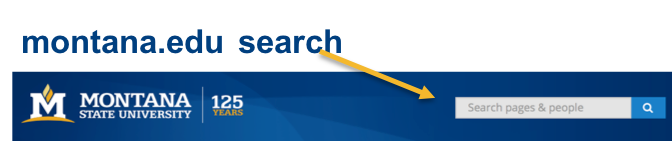 montana.edu search
MONTANA
STATE UNIVERSITY
125
YEARS
Search pages & people